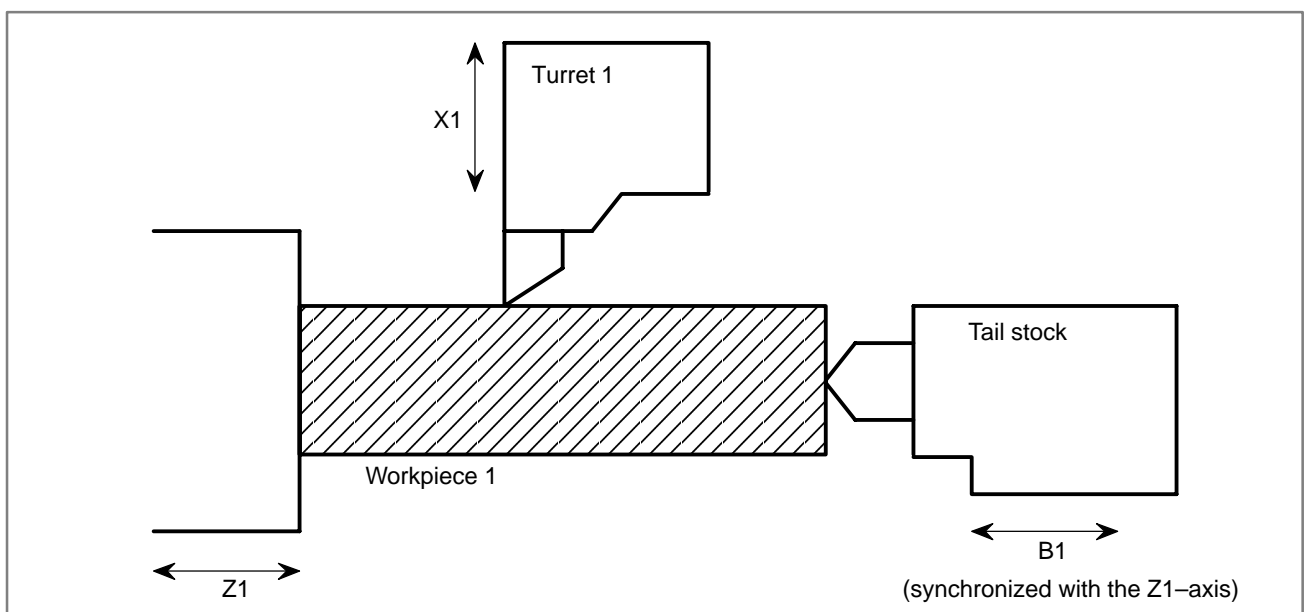 Turret 1
X1
Tail stock
Workpiece 1
Z1
B1
(synchronized with the Z1–axis)